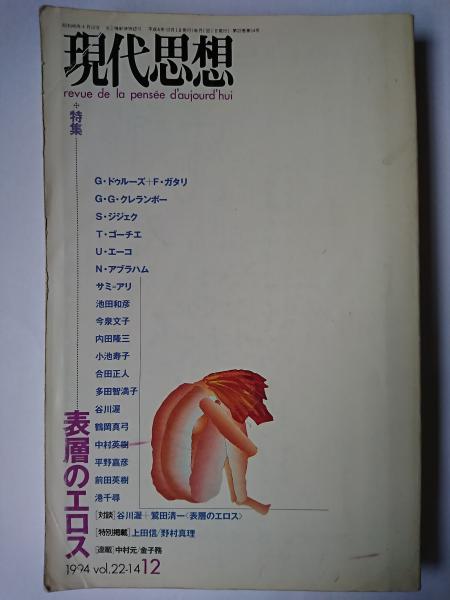 現代思想
revue de la pensée d'aujourd'hui
特集
G・ドゥルーズ+F・ガタリ
G・G・クレランボー
S・ジジェク
T・ゴーチエ
U・エーコ
N・アブラハム
サミ=アリ
池田和彦
今泉文子
内田隆三
小池寿子
合田正人
多田智満子
谷川渥
鶴岡真弓
中村英樹
平野嘉彦
前田英樹
港千尋
表層のエロス
[対談]谷川渥+鷲田清一〈表層のエロス〉
[特別掲載]上田信/野村真理
[連載]中村元/金子務
1994 vol.22-14 12